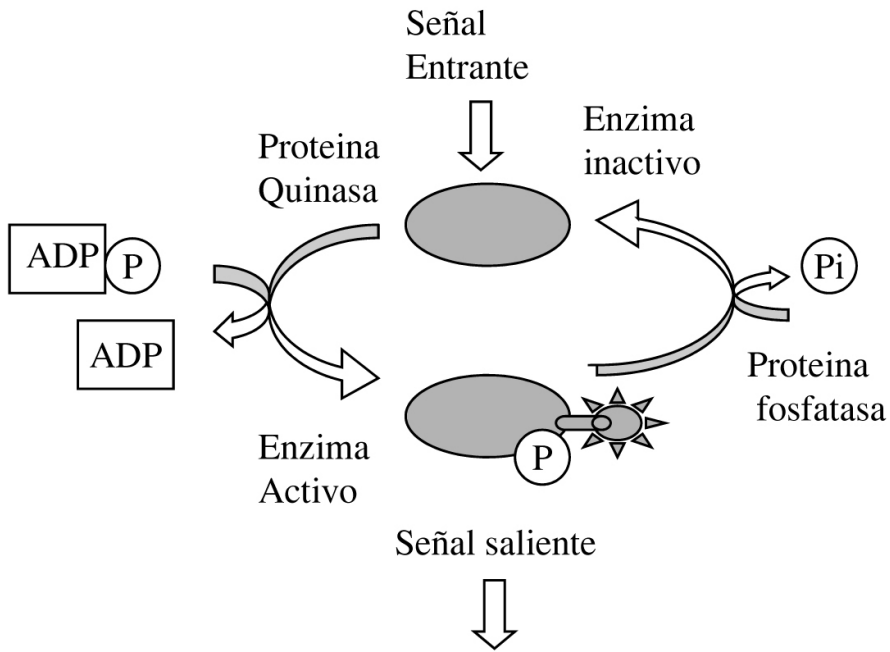 Señal
Entrante
Proteina
Quinasa
Enzima
inactivo
ADP
P
Pi
ADP
Proteina
fosfatasa
Enzima
Activo
P
Señal saliente